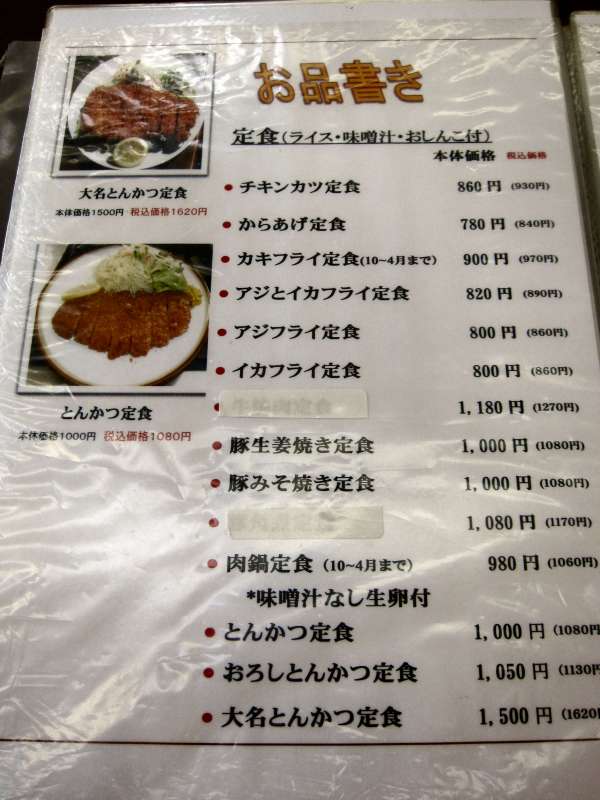 お品書き
定食(ライス・味噌汁・おしんこ付)
本体価格 税込価格
大名とんかつ定食
本体価格1500円 税込価格1620円
とんかつ定食
本体価格1000円 税込価格1080円
・チキンカツ定食 860円 (930円)
・からあげ定食 780円 (840円)
・カキフライ定食(10~4月まで) 900円 (970円)
・アジとイカフライ定食 820円 (890円)
・アジフライ定食 800円 (860円)
・イカフライ定食 800円 (860円)
・ 1,180円 (1270円)
・豚生姜焼き定食 1,000円 (1080円)
・豚みそ焼き定食 1,000円 (1080円)
・ 1,080円 (1170円)
・肉鍋定食 (10~4月まで) 980円 (1060円)
*味噌汁なし生卵付
・とんかつ定食 1,000円 (1080円
・おろしとんかつ定食 1,050円 (1130円
・大名とんかつ定食 1,500円 (1620